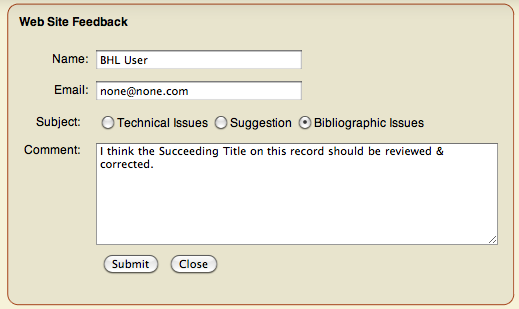 Web Site Feedback
Name: BHL User
Email: none@none.com
Subject: Technical Issues Suggestion Bibliographic Issues
Comment: I think the Succeeding Title on this record should be reviewed &
corrected.
Submit Close